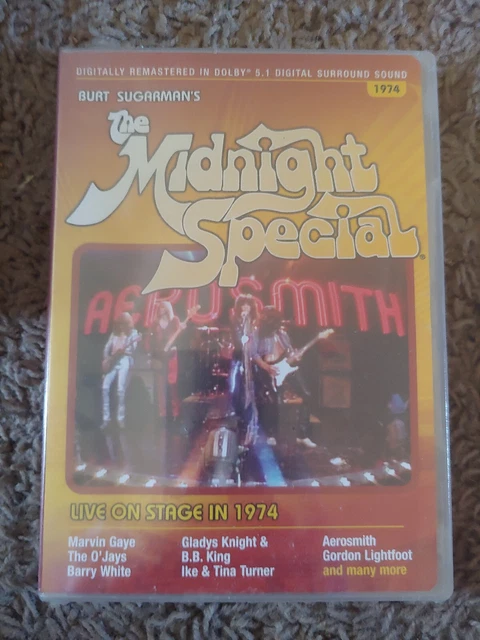 DIGITALLY REMASTERED IN DOLBY® 5.1 DIGITAL SURROUND SOUND
1974
BURT SUGARMAN'S
The
Midnight
Special®
AEROSMITH
LIVE ON STAGE IN 1974
Marvin Gaye
The O'Jays
Barry White
Gladys Knight &
B.B. King
Ike & Tina Turner
Aerosmith
Gordon Lightfoot
and many more